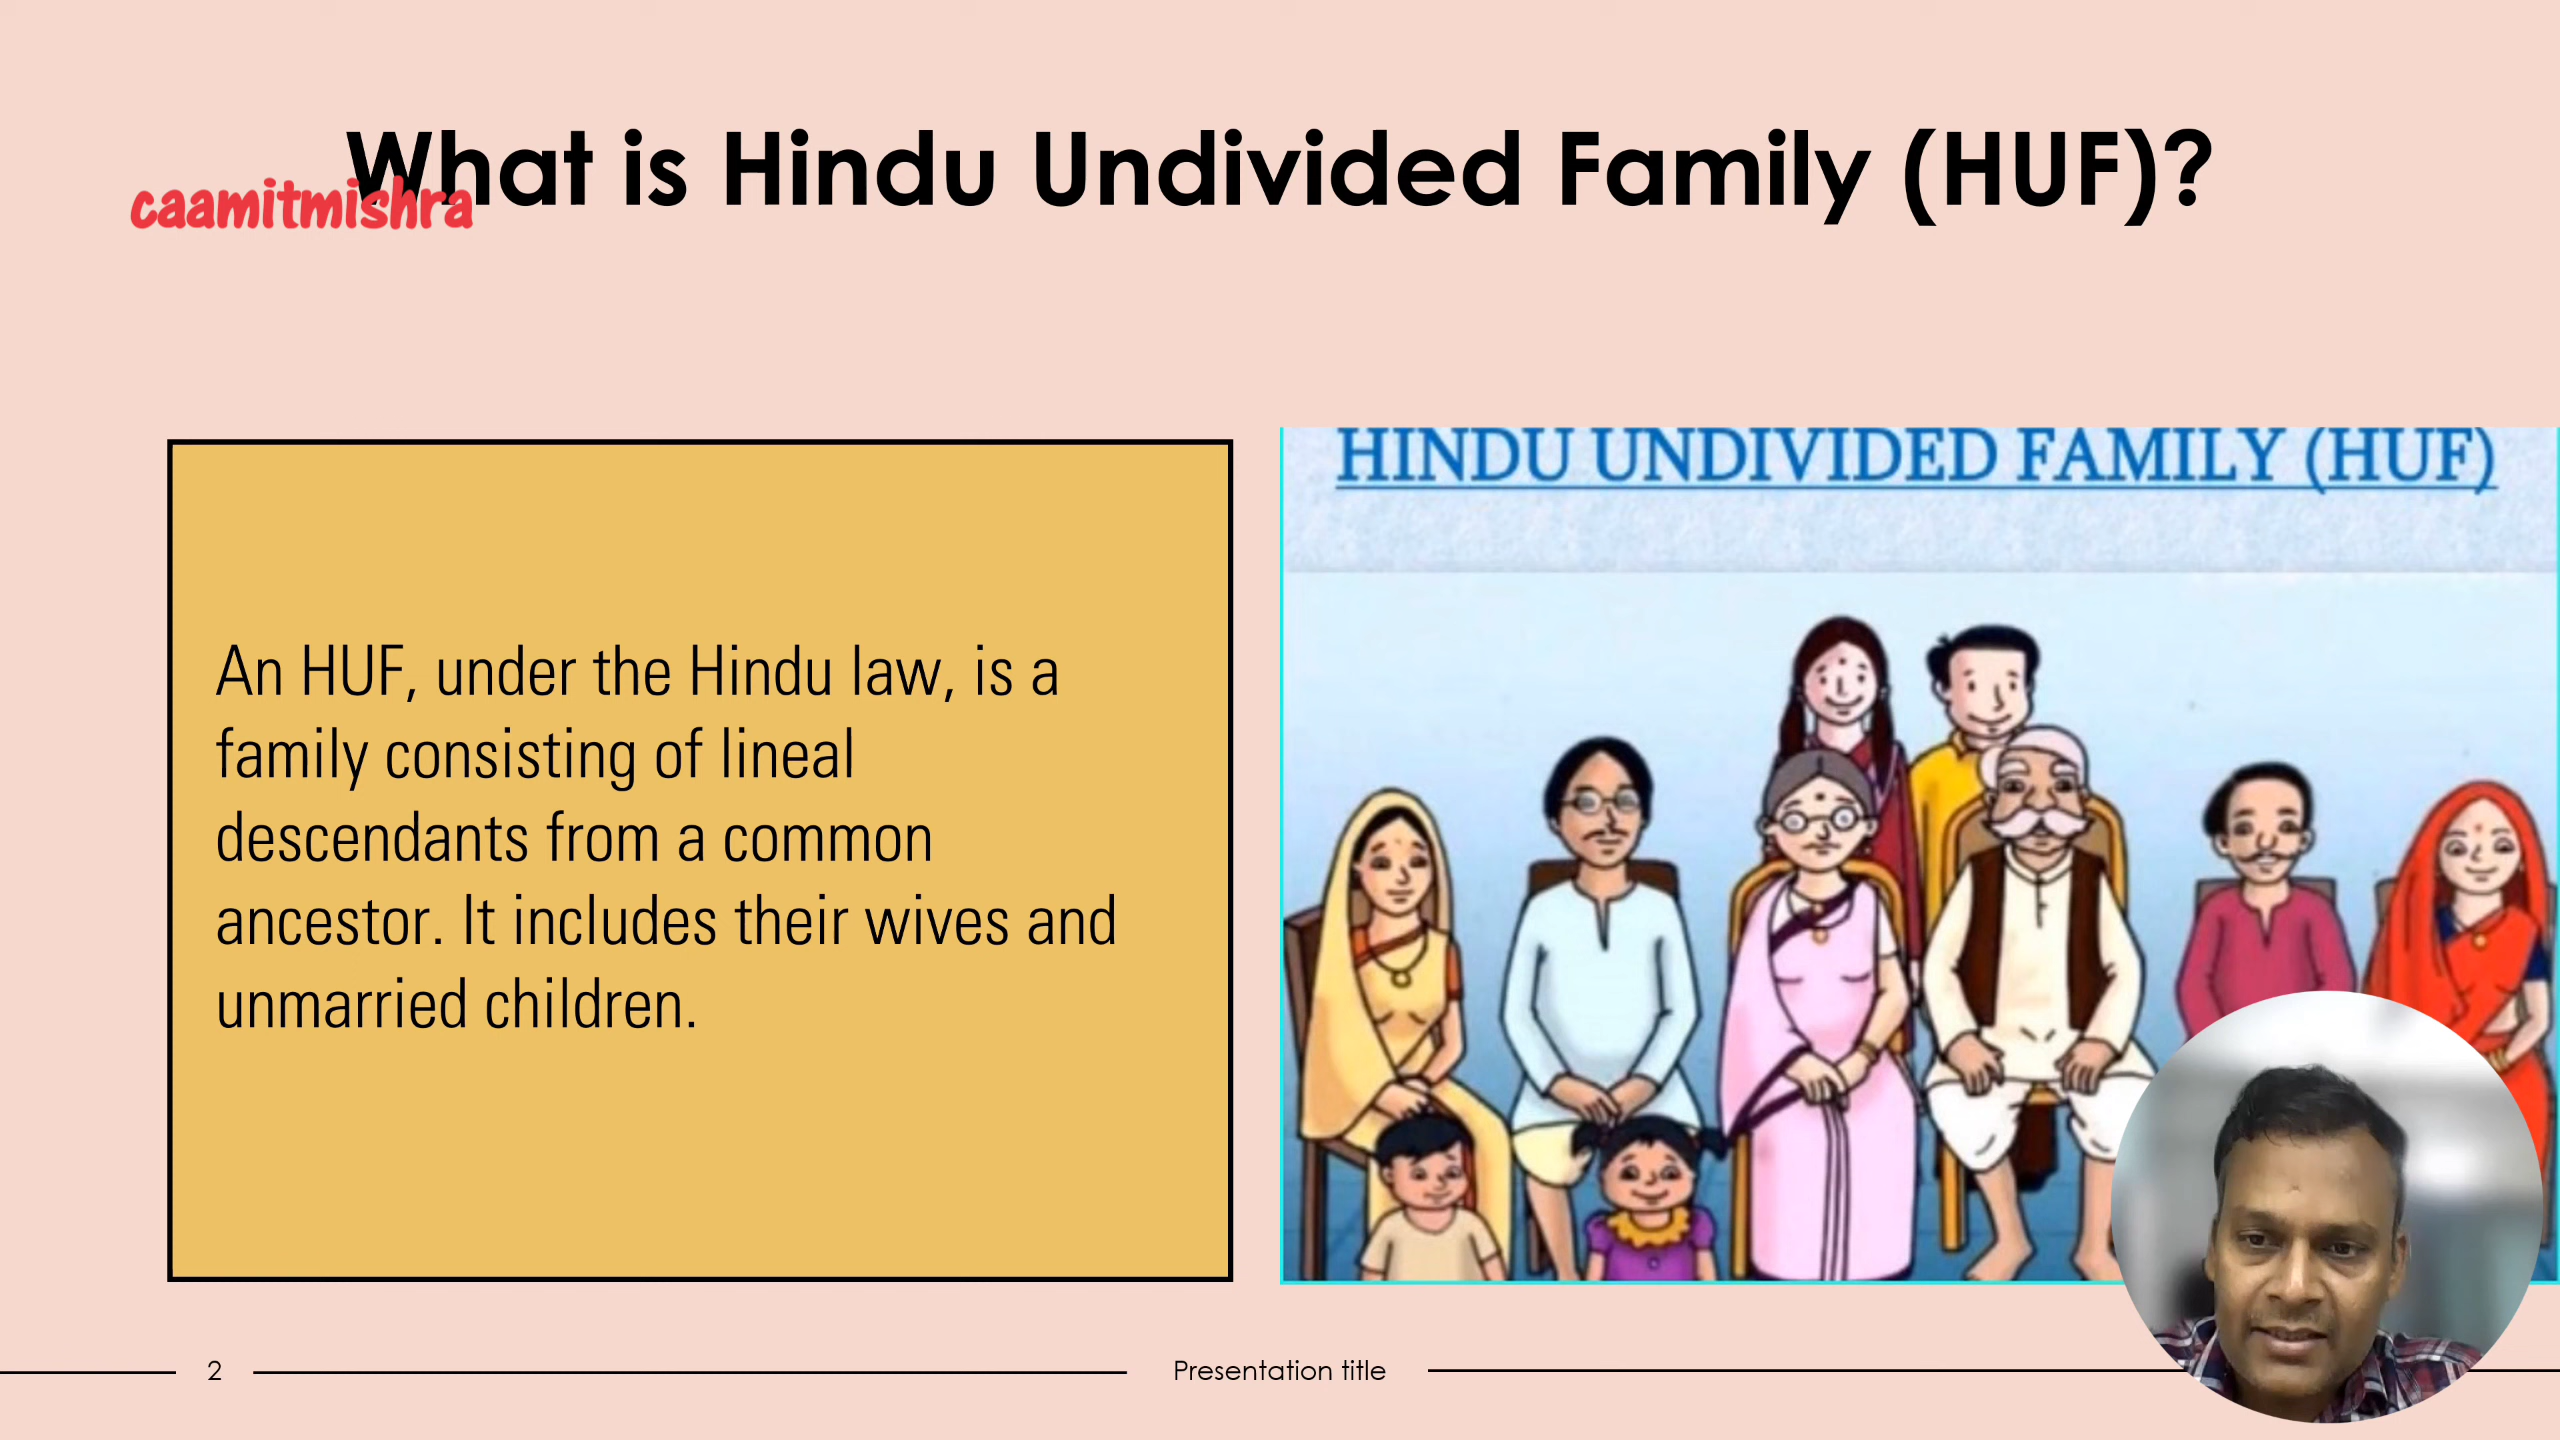 What is Hindu Undivided Family (HUF)?
caamitmishra
An HUF, under the Hindu law, is a
family consisting of lineal
descendants from a common
ancestor. It includes their wives and
unmarried children.
HINDU UNDIVIDED FAMILY (HUF)
2
Presentation title